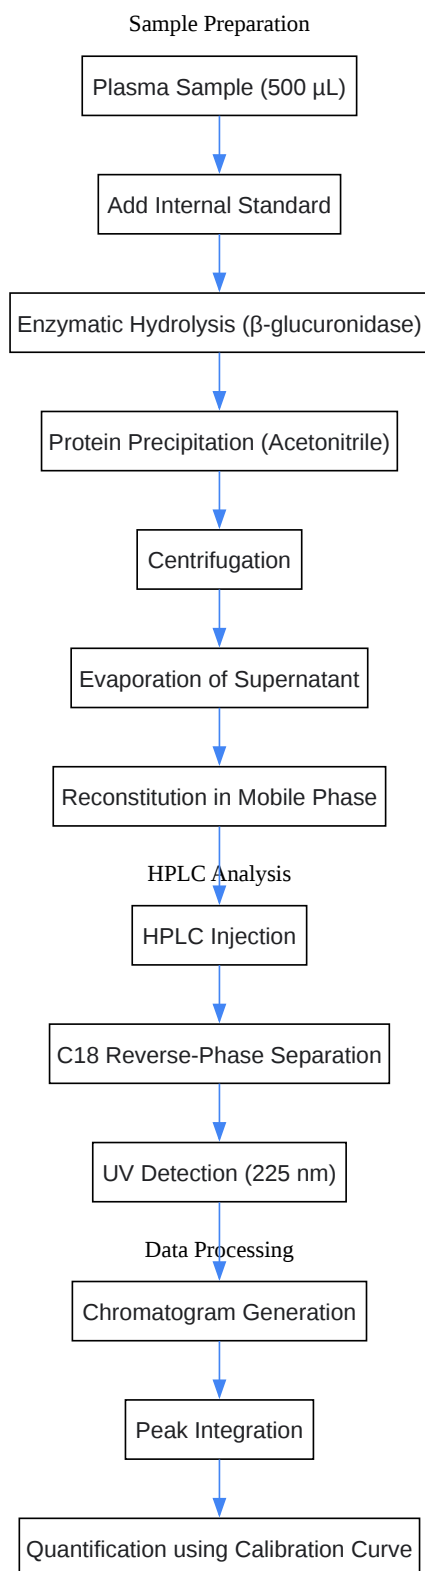 Sample Preparation
Plasma Sample (500 µL)
Add Internal Standard
Enzymatic Hydrolysis (β-glucuronidase)
Protein Precipitation (Acetonitrile)
Centrifugation
Evaporation of Supernatant
Reconstitution in Mobile Phase
HPLC Analysis
HPLC Injection
C18 Reverse-Phase Separation
UV Detection (225 nm)
Data Processing
Chromatogram Generation
Peak Integration
Quantification using Calibration Curve